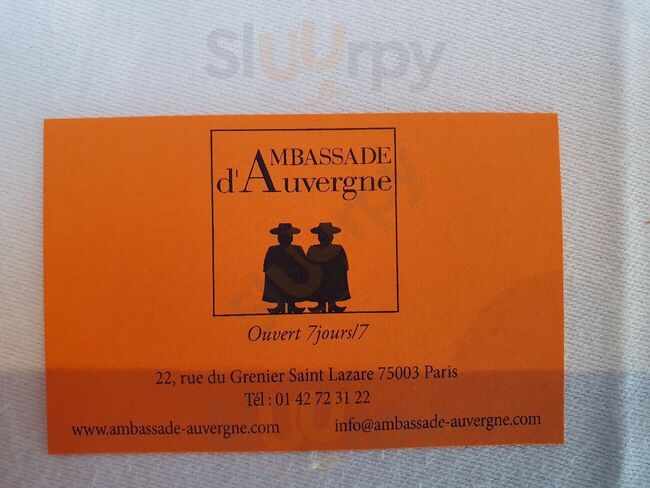 Sluurpy
AMBASSADE
d'Auvergne
Ouvert 7jours/7
22, rue du Grenier Saint Lazare 75003 Paris
Tél : 01 42 72 31 22
www.ambassade-auvergne.com
info@ambassade-auvergne.com